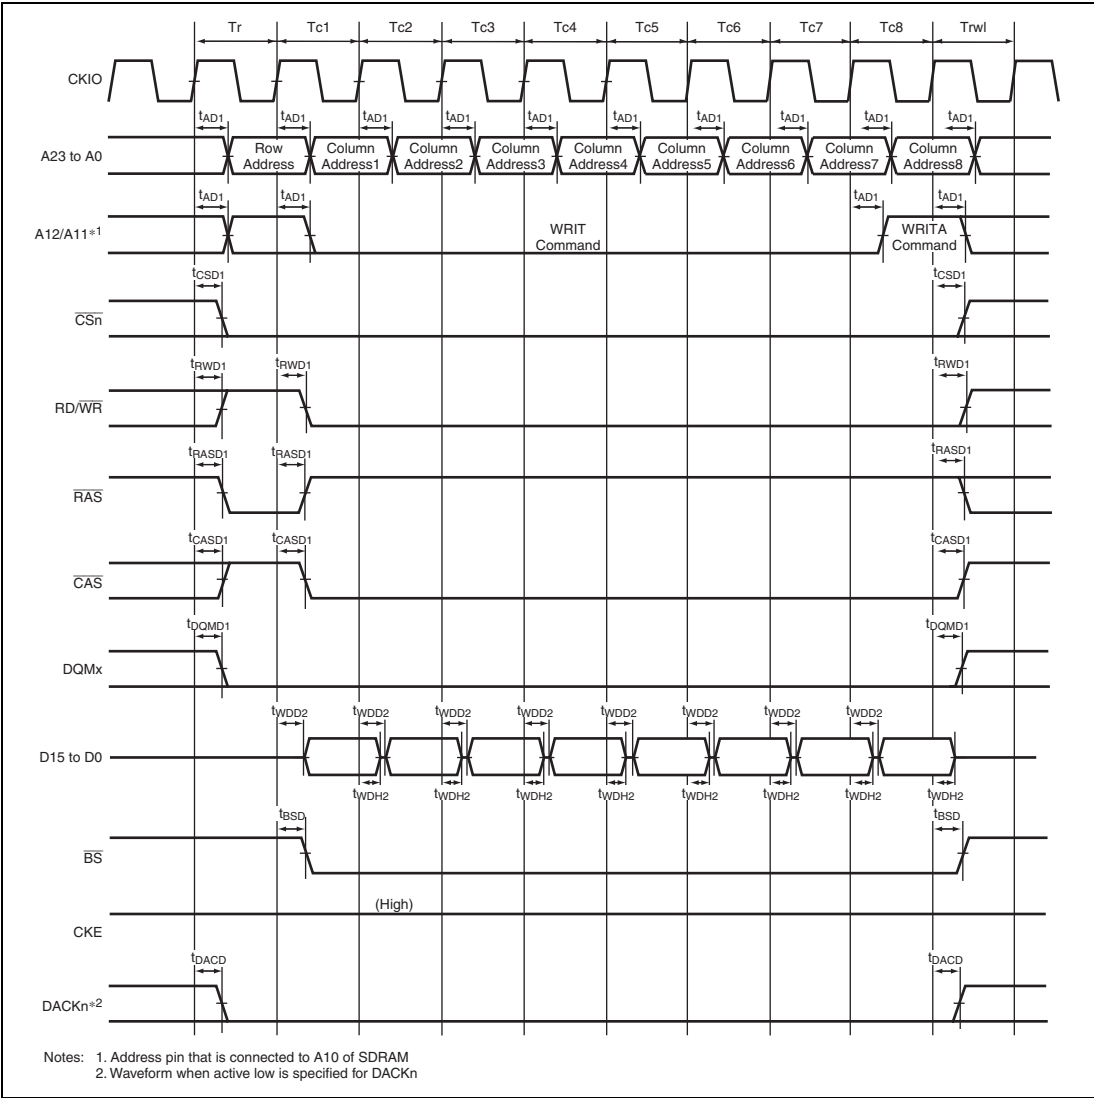 Tr Tc1 Tc2 Tc3 Tc4 Tc5 Tc6 Tc7 Tc8 Trwl
CKIO
tAD1 tAD1 tAD1 tAD1 tAD1 tAD1 tAD1 tAD1 tAD1 tAD1
A23 to A0
Row Address
Column Address1
Column Address2
Column Address3
Column Address4
Column Address5
Column Address6
Column Address7
Column Address8
tAD1 tAD1 tAD1 tAD1
A12/A11*1
WRIT Command
WRITA Command
tCSD1 tCSD1
CSn
tRWD1 tRWD1 tRWD1
RD/WR
tRASD1 tRASD1 tRASD1
RAS
tCASD1 tCASD1 tCASD1
CAS
tDQMD1 tDQMD1
DQMx
tWDD2 tWDD2 tWDD2 tWDD2 tWDD2 tWDD2 tWDD2 tWDD2
D15 to D0
tWDH2 tWDH2 tWDH2 tWDH2 tWDH2 tWDH2 tWDH2 tWDH2
tBSD tBSD
BS
(High)
CKE
tDACD tDACD
DACKn*2
Notes: 1. Address pin that is connected to A10 of SDRAM
2. Waveform when active low is specified for DACKn